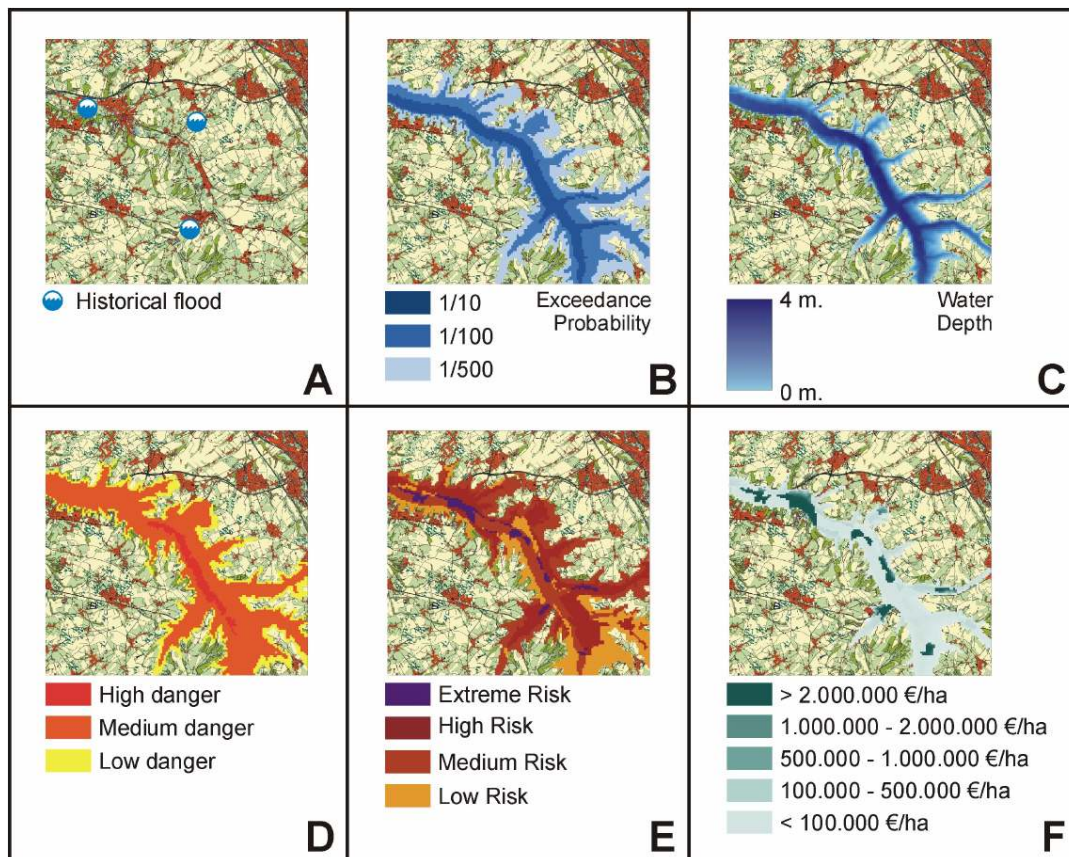 Historical flood
A
1/10
1/100
1/500
Exceedance
Probability
B
4 m.
0 m.
Water
Depth
C
High danger
Medium danger
Low danger
D
Extreme Risk
High Risk
Medium Risk
Low Risk
E
> 2.000.000 €/ha
1.000.000 - 2.000.000 €/ha
500.000 - 1.000.000 €/ha
100.000 - 500.000 €/ha
< 100.000 €/ha
F